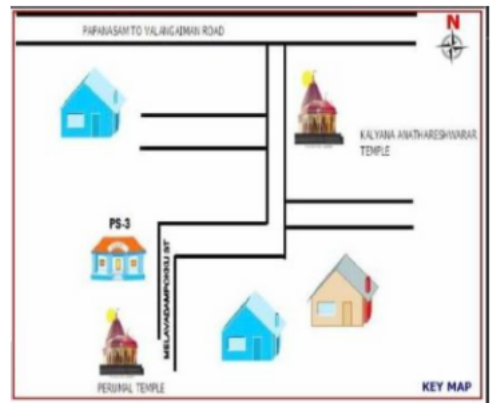 PAPANASAM TO VALANGAIMAN ROAD
N
KALYANA ANATHARESHWARAR
TEMPLE
PS-3
MELAVADAMPOKKU ST
PERUMAL TEMPLE
KEY MAP